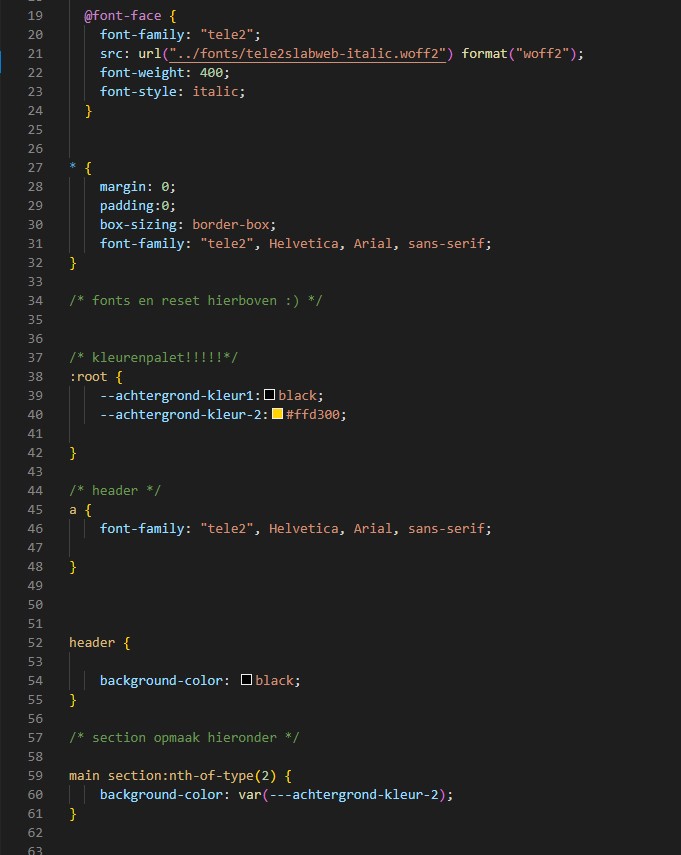 19 @font-face {
20 font-family: "tele2";
21 src: url("../fonts/tele2slabweb-italic.woff2") format("woff2");
22 font-weight: 400;
23 font-style: italic;
24 }
25
26
27 * {
28 margin: 0;
29 padding:0;
30 box-sizing: border-box;
31 font-family: "tele2", Helvetica, Arial, sans-serif;
32 }
33
34 /* fonts en reset hierboven :) */
35
36
37 /* kleurenpalet!!!!!*/
38 :root {
39 --achtergrond-kleur1:black;
40 --achtergrond-kleur-2:#ffd300;
41
42 }
43
44 /* header */
45 a {
46 font-family: "tele2", Helvetica, Arial, sans-serif;
47
48 }
49
50
51
52 header {
53
54 background-color: black;
55 }
56
57 /* section opmaak hieronder */
58
59 main section:nth-of-type(2) {
60 background-color: var(---achtergrond-kleur-2);
61 }
62
63